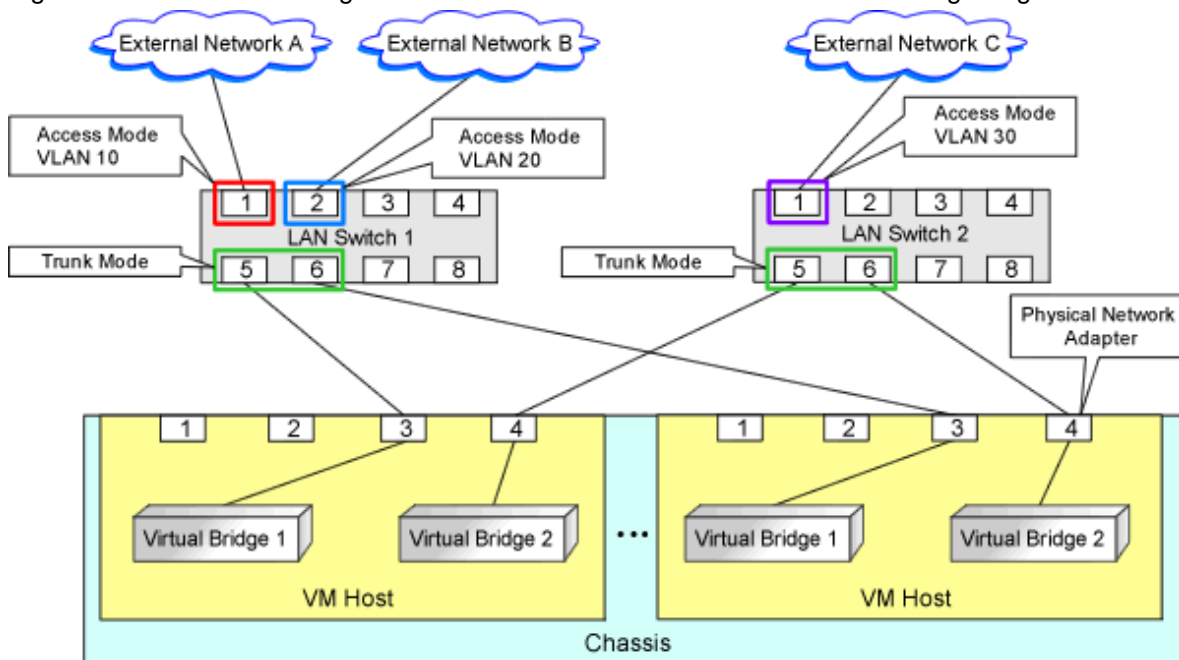 External Network A
External Network B
External Network C
Access Mode
VLAN 10
Access Mode
VLAN 20
Access Mode
VLAN 30
1 2 3 4
LAN Switch 1
5 6 7 8
Trunk Mode
1 2 3 4
LAN Switch 2
5 6 7 8
Trunk Mode
Physical Network
Adapter
1 2 3 4
Virtual Bridge 1
Virtual Bridge 2
VM Host
...
1 2 3 4
Virtual Bridge 1
Virtual Bridge 2
VM Host
Chassis